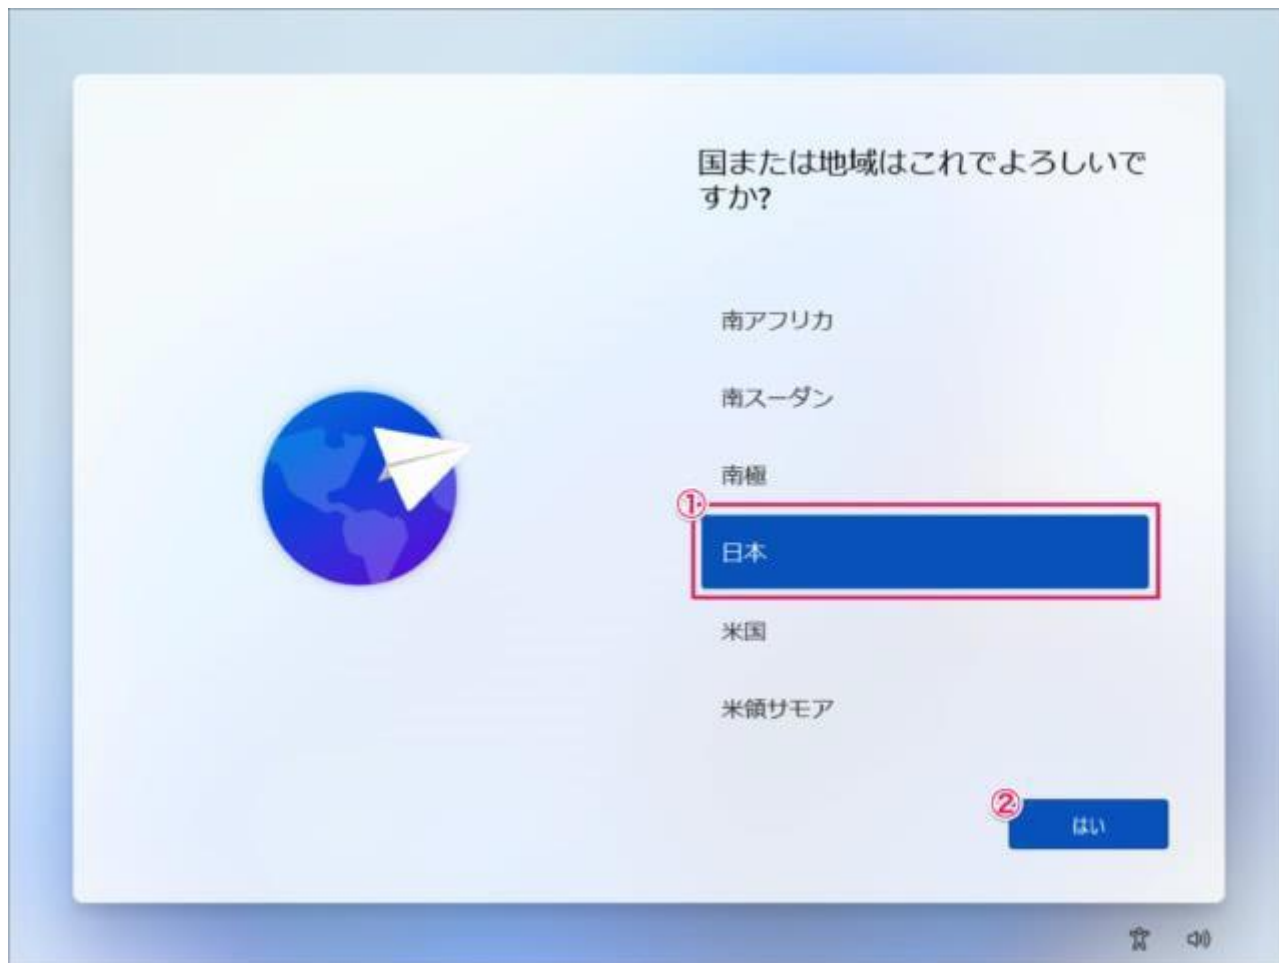 国または地域はこれでよろしいで
すか?
南アフリカ
南スーダン
南極
①
日本
米国
米領サモア
②
はい